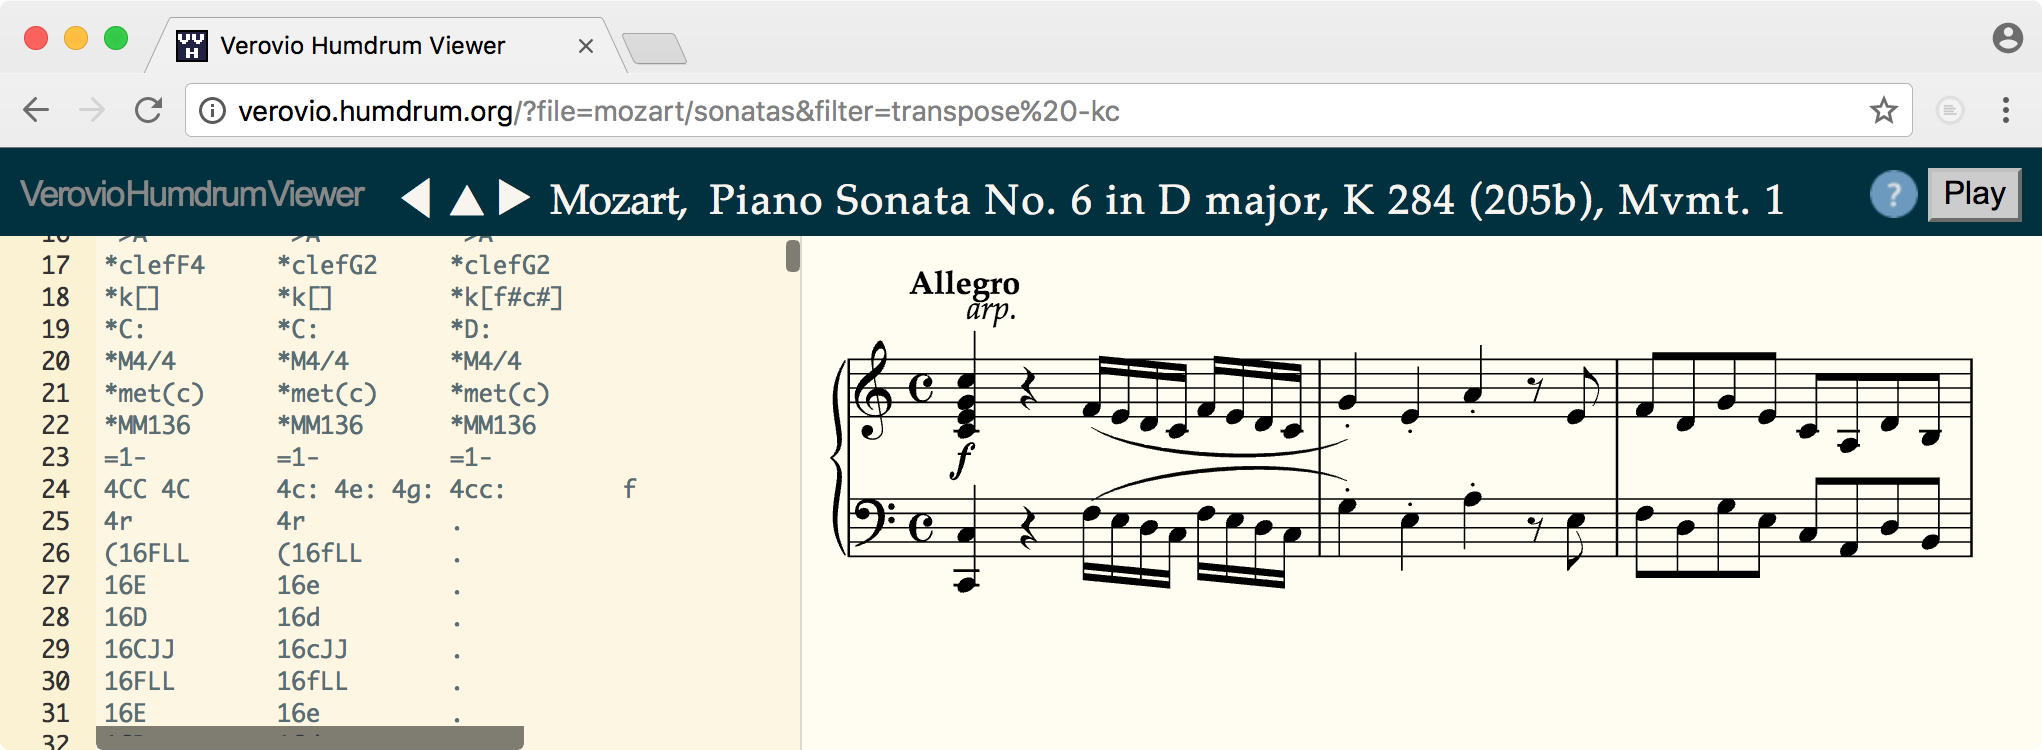 Verovio Humdrum Viewer
verovio.humdrum.org/?file=mozart/sonatas&filter=transpose%20-kc
VerovioHumdrumViewer
Mozart, Piano Sonata No. 6 in D major, K 284 (205b), Mvmt. 1
?
Play
17 *clefF4 *clefG2 *clefG2
18 *k[] *k[] *k[f#c#]
19 *C: *C: *D:
20 *M4/4 *M4/4 *M4/4
21 *met(c) *met(c) *met(c)
22 *MM136 *MM136 *MM136
23 =1- =1- =1-
24 4CC 4C 4c: 4e: 4g: 4cc: f
25 4r 4r .
26 (16FLL (16fLL .
27 16E 16e .
28 16D 16d .
29 16CJJ 16cJJ .
30 16FLL 16fLL .
31 16E 16e .
32
Allegro
arp.
f